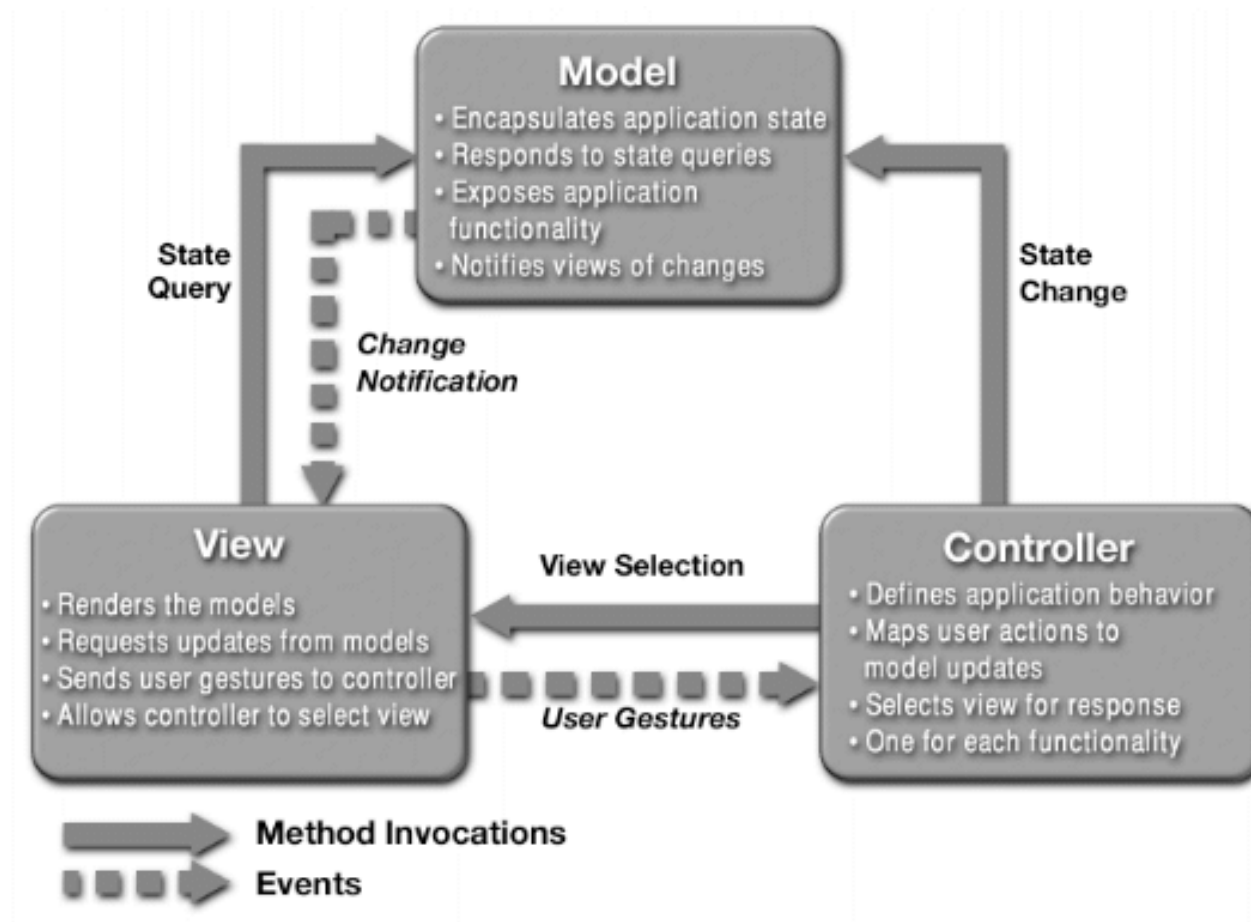 Model
• Encapsulates application state
• Responds to state queries
• Exposes application
functionality
• Notifies views of changes
State
Query
State
Change
Change
Notification
View
• Renders the models
• Requests updates from models
• Sends user gestures to controller
• Allows controller to select view
View Selection
User Gestures
Controller
• Defines application behavior
• Maps user actions to
model updates
• Selects view for response
• One for each functionality
Method Invocations
Events